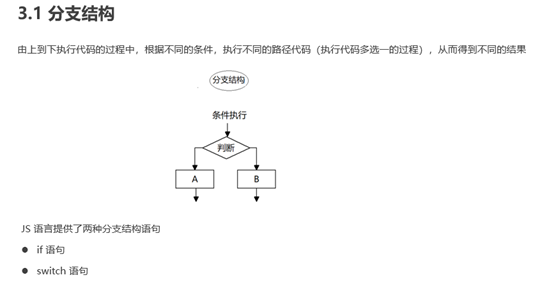 3.1 分支结构
由上到下执行代码的过程中，根据不同的条件，执行不同的路径代码（执行代码多选一的过程），从而得到不同的结果
分支结构
条件执行
判断
A B
JS 语言提供了两种分支结构语句
● if 语句
● switch 语句